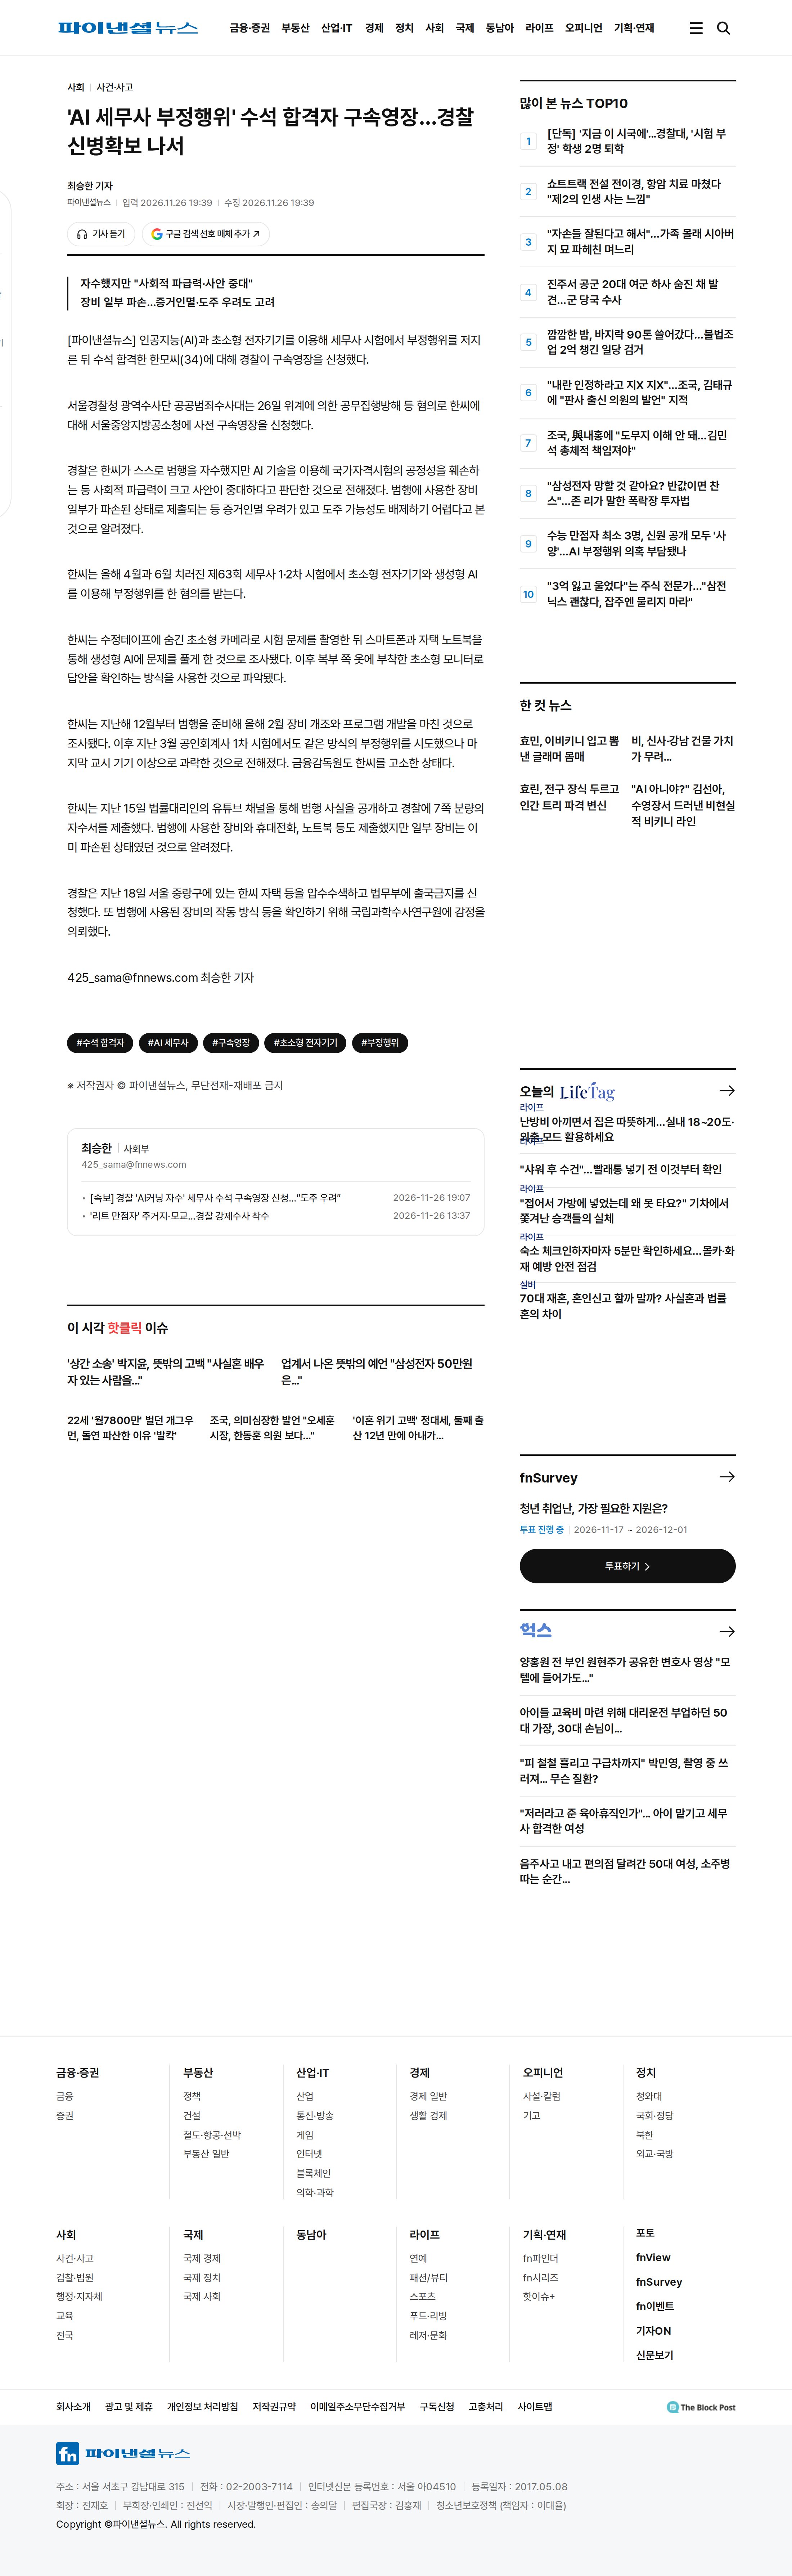 파이낸셜뉴스
금융·증권 부동산 산업·IT 경제 정치 사회 국제 동남아 라이프 오피니언 기획·연재
사회 사건·사고
'AI 세무사 부정행위' 수석 합격자 구속영장...경찰
신병확보 나서
최승한 기자
파이낸셜뉴스 입력 2026.11.26 19:39 수정 2026.11.26 19:39
기사 듣기 구글 검색 선호 매체 추가
자수했지만 "사회적 파급력·사안 중대"
장비 일부 파손...증거인멸·도주 우려도 고려
[파이낸셜뉴스] 인공지능(AI)과 초소형 전자기기를 이용해 세무사 시험에서 부정행위를 저지
른 뒤 수석 합격한 한모씨(34)에 대해 경찰이 구속영장을 신청했다.
서울경찰청 광역수사단 공공범죄수사대는 26일 위계에 의한 공무집행방해 등 혐의로 한씨에
대해 서울중앙지방공소청에 사전 구속영장을 신청했다.
경찰은 한씨가 스스로 범행을 자수했지만 AI 기술을 이용해 국가자격시험의 공정성을 훼손하
는 등 사회적 파급력이 크고 사안이 중대하다고 판단한 것으로 전해졌다. 범행에 사용한 장비
일부가 파손된 상태로 제출되는 등 증거인멸 우려가 있고 도주 가능성도 배제하기 어렵다고 본
것으로 알려졌다.
한씨는 올해 4월과 6월 치러진 제63회 세무사 1·2차 시험에서 초소형 전자기기와 생성형 AI
를 이용해 부정행위를 한 혐의를 받는다.
한씨는 수정테이프에 숨긴 초소형 카메라로 시험 문제를 촬영한 뒤 스마트폰과 자택 노트북을
통해 생성형 AI에 문제를 풀게 한 것으로 조사됐다. 이후 복부 쪽 옷에 부착한 초소형 모니터로
답안을 확인하는 방식을 사용한 것으로 파악됐다.
한씨는 지난해 12월부터 범행을 준비해 올해 2월 장비 개조와 프로그램 개발을 마친 것으로
조사됐다. 이후 지난 3월 공인회계사 1차 시험에서도 같은 방식의 부정행위를 시도했으나 마
지막 교시 기기 이상으로 과락한 것으로 전해졌다. 금융감독원도 한씨를 고소한 상태다.
한씨는 지난 15일 법률대리인의 유튜브 채널을 통해 범행 사실을 공개하고 경찰에 7쪽 분량의
자수서를 제출했다. 범행에 사용한 장비와 휴대전화, 노트북 등도 제출했지만 일부 장비는 이
미 파손된 상태였던 것으로 알려졌다.
경찰은 지난 18일 서울 중랑구에 있는 한씨 자택 등을 압수수색하고 법무부에 출국금지를 신
청했다. 또 범행에 사용된 장비의 작동 방식 등을 확인하기 위해 국립과학수사연구원에 감정을
의뢰했다.
425_sama@fnnews.com 최승한 기자
#수석 합격자 #AI 세무사 #구속영장 #초소형 전자기기 #부정행위
※ 저작권자 © 파이낸셜뉴스, 무단전재-재배포 금지
최승한 사회부
425_sama@fnnews.com
[속보] 경찰 'AI커닝 자수' 세무사 수석 구속영장 신청..."도주 우려" 2026-11-26 19:07
'리트 만점자' 주거지·모교...경찰 강제수사 착수 2026-11-26 13:37
이 시각 핫클릭 이슈
'상간 소송' 박지윤, 뜻밖의 고백 "사실혼 배우
자 있는 사람을..."
업계서 나온 뜻밖의 예언 "삼성전자 50만원
은..."
22세 '월7800만' 벌던 개그우
먼, 돌연 파산한 이유 '발칵'
조국, 의미심장한 발언 "오세훈
시장, 한동훈 의원 보다..."
'이혼 위기 고백' 정대세, 둘째 출
산 12년 만에 아내가...
많이 본 뉴스 TOP10
1 [단독] '지금 이 시국에'...경찰대, '시험 부
정' 학생 2명 퇴학
2 쇼트트랙 전설 전이경, 항암 치료 마쳤다
"제2의 인생 사는 느낌"
3 "자손들 잘된다고 해서"...가족 몰래 시아버
지 묘 파헤친 며느리
4 진주서 공군 20대 여군 하사 숨진 채 발
견...군 당국 수사
5 깜깜한 밤, 바지락 90톤 쓸어갔다...불법조
업 2억 챙긴 일당 검거
6 "내란 인정하라고 지X 지X"...조국, 김태규
에 "판사 출신 의원의 발언" 지적
7 조국, 與내홍에 "도무지 이해 안 돼...김민
석 총체적 책임져야"
8 "삼성전자 망할 것 같아요? 반값이면 찬
스"...존 리가 말한 폭락장 투자법
9 수능 만점자 최소 3명, 신원 공개 모두 '사
양'...AI 부정행위 의혹 부담됐나
10 "3억 잃고 울었다"는 주식 전문가..."삼전
닉스 괜찮다, 잡주엔 물리지 마라"
한 컷 뉴스
효민, 이비키니 입고 뽐
낸 글래머 몸매
비, 신사·강남 건물 가치
가 무려...
효린, 전구 장식 두르고
인간 트리 파격 변신
"AI 아니야?" 김선아,
수영장서 드러낸 비현실
적 비키니 라인
오늘의 LifeTag
라이프
난방비 아끼면서 집은 따뜻하게...실내 18~20도·
외출 모드 활용하세요
라이프
"샤워 후 수건"...빨래통 넣기 전 이것부터 확인
라이프
"접어서 가방에 넣었는데 왜 못 타요?" 기차에서
쫓겨난 승객들의 실체
라이프
숙소 체크인하자마자 5분만 확인하세요...몰카·화
재 예방 안전 점검
실버
70대 재혼, 혼인신고 할까 말까? 사실혼과 법률
혼의 차이
fnSurvey
청년 취업난, 가장 필요한 지원은?
투표 진행 중 2026-11-17 ~ 2026-12-01
투표하기
억스
양홍원 전 부인 원현주가 공유한 변호사 영상 "모
텔에 들어가도..."
아이들 교육비 마련 위해 대리운전 부업하던 50
대 가장, 30대 손님이...
"피 철철 흘리고 구급차까지" 박민영, 촬영 중 쓰
러져... 무슨 질환?
"저러라고 준 육아휴직인가"... 아이 맡기고 세무
사 합격한 여성
음주사고 내고 편의점 달려간 50대 여성, 소주병
따는 순간...
금융·증권 부동산 산업·IT 경제 오피니언 정치
금융 정책 산업 경제 일반 사설·칼럼 청와대
증권 건설 통신·방송 생활 경제 기고 국회·정당
철도·항공·선박 게임 북한
부동산 일반 인터넷 외교·국방
블록체인
의학·과학
사회 국제 동남아 라이프 기획·연재 포토
사건·사고 국제 경제 연예 fn파인더 fnView
검찰·법원 국제 정치 패션/뷰티 fn시리즈 fnSurvey
행정·지자체 국제 사회 스포츠 핫이슈+ fn이벤트
교육 푸드·리빙 기자ON
전국 레저·문화 신문보기
회사소개 광고 및 제휴 개인정보 처리방침 저작권규약 이메일주소무단수집거부 구독신청 고충처리 사이트맵 The Block Post
fn 파이낸셜뉴스
주소 : 서울 서초구 강남대로 315 전화 : 02-2003-7114 인터넷신문 등록번호 : 서울 아04510 등록일자 : 2017.05.08
회장 : 전재호 부회장·인쇄인 : 전선익 사장·발행인·편집인 : 송의달 편집국장 : 김홍재 청소년보호정책 (책임자 : 이대율)
Copyright ©파이낸셜뉴스. All rights reserved.